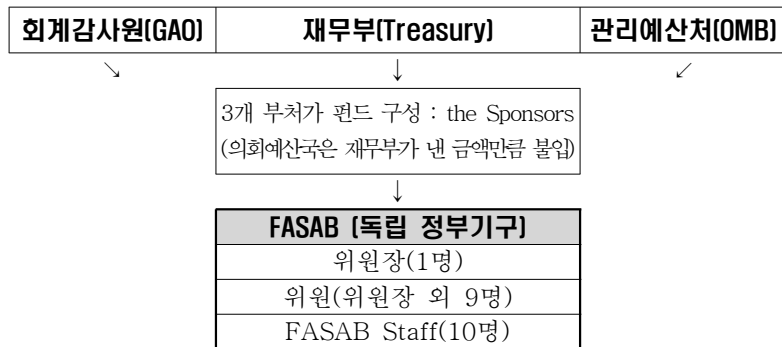 회계감사원(GAO) 재무부(Treasury) 관리예산처(OMB)
↘ ↓ ↙
3개 부처가 펀드 구성 : the Sponsors
(의회예산국은 재무부가 낸 금액만큼 불입)
↓
FASAB (독립 정부기구)
위원장(1명)
위원(위원장 외 9명)
FASAB Staff(10명)